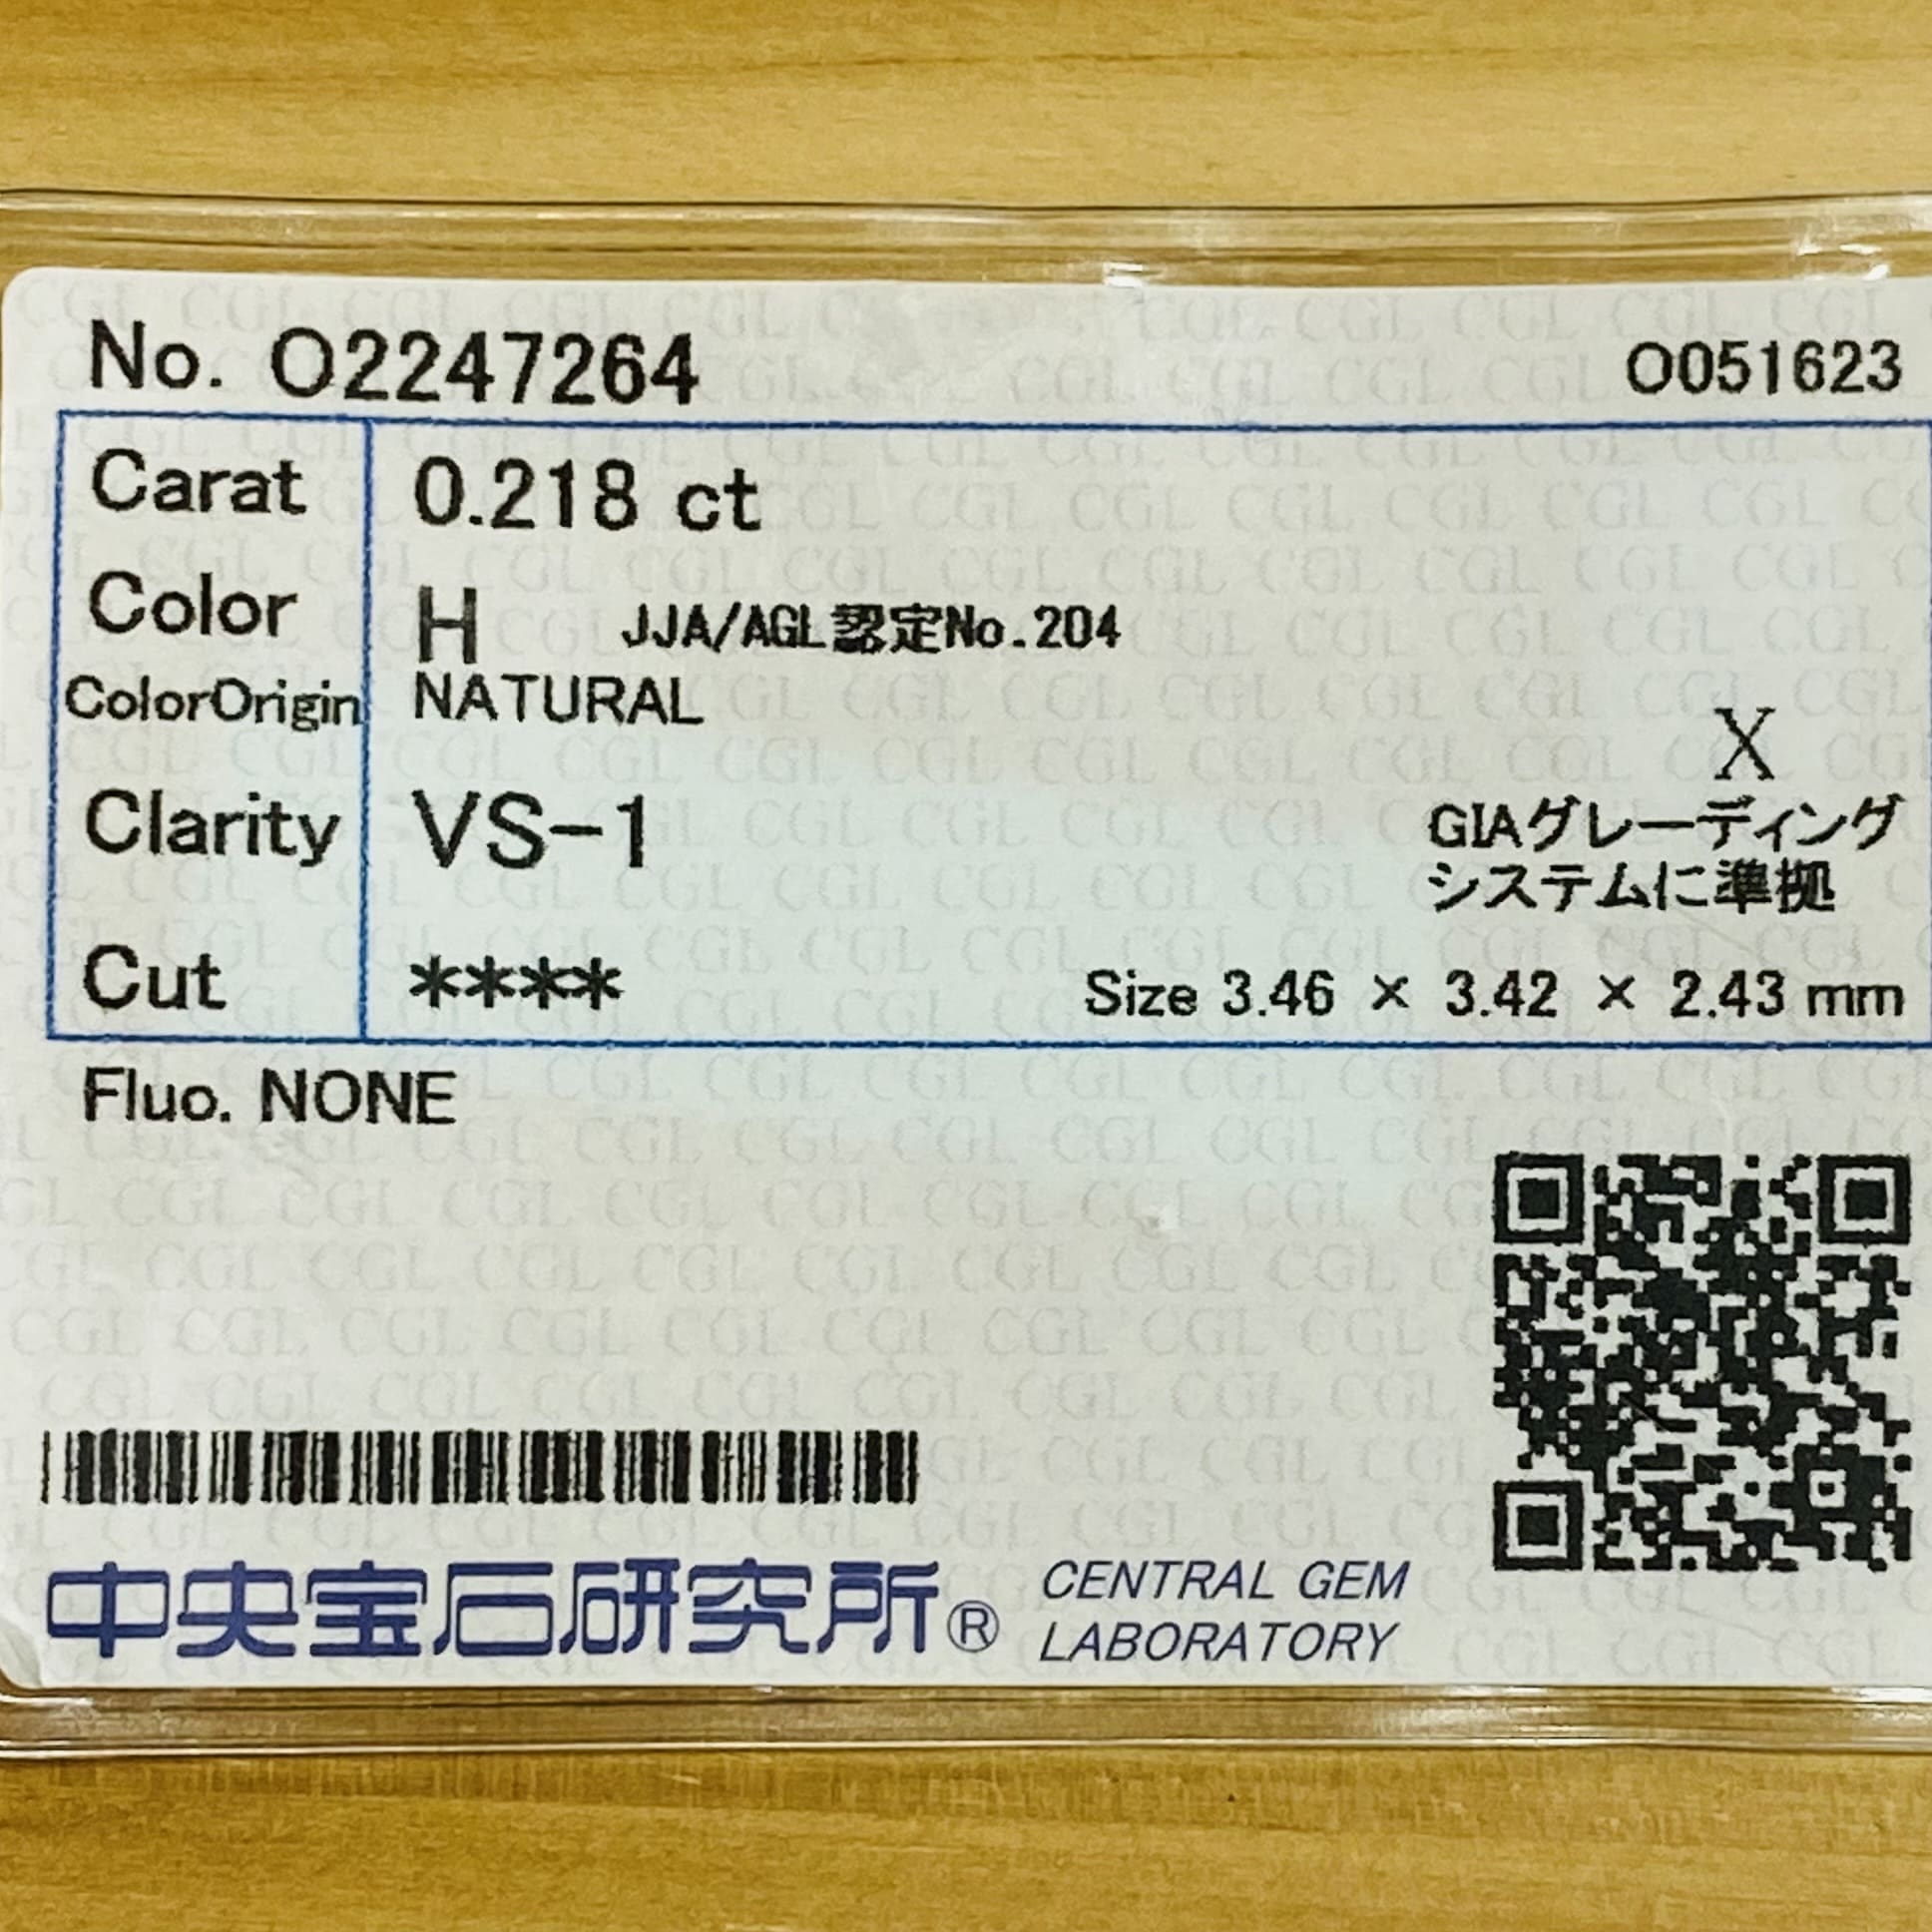 No. O2247264 O051623
Carat 0.218 ct
Color H JJA/AGL認定No.204
ColorOrigin NATURAL
X
Clarity VS-1 GIAグレーディング
システムに準拠
Cut **** Size 3.46 × 3.42 × 2.43 mm
Fluo. NONE
中央宝石研究所® CENTRAL GEM
LABORATORY